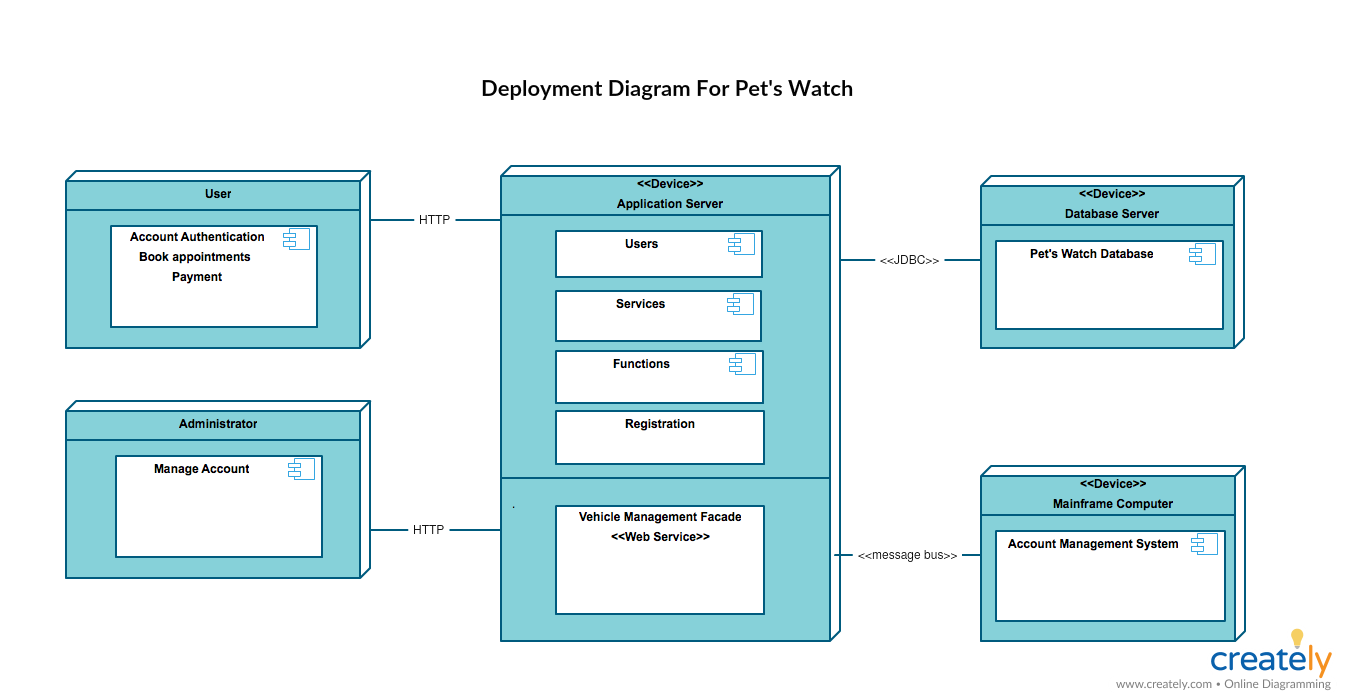 Deployment Diagram For Pet's Watch
User
Account Authentication
Book appointments
Payment
HTTP
Administrator
Manage Account
HTTP
<<Device>>
Application Server
Users
Services
Functions
Registration
.
Vehicle Management Facade
<<Web Service>>
<<JDBC>>
<<Device>>
Database Server
Pet's Watch Database
<<message bus>>
<<Device>>
Mainframe Computer
Account Management System
creately
www.creately.com • Online Diagramming